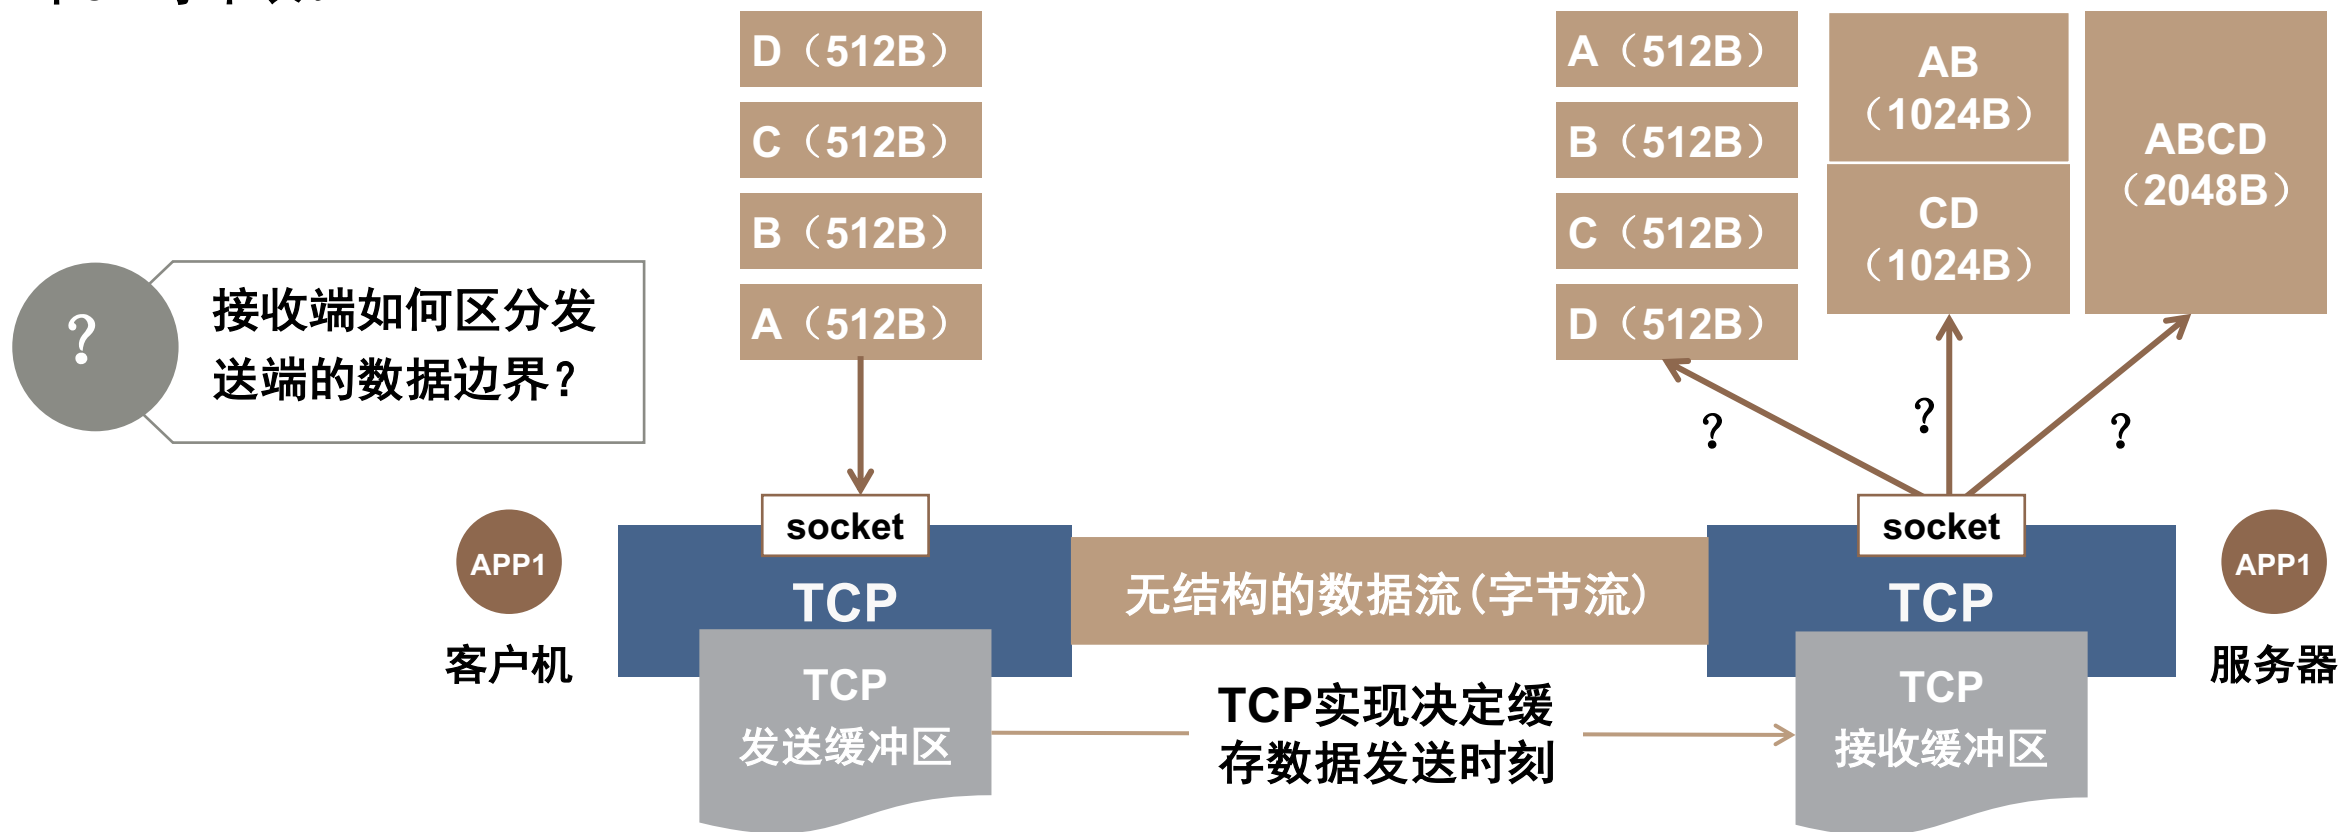 D（512B）
C（512B）
B（512B）
A（512B）
A（512B）
B（512B）
C（512B）
D（512B）
AB
（1024B）
CD
（1024B）
ABCD
（2048B）
？
接收端如何区分发
送端的数据边界？
？
？
？
socket
socket
APP1
客户机
TCP
无结构的数据流（字节流）
TCP
APP1
服务器
TCP
发送缓冲区
TCP实现决定缓
存数据发送时刻
TCP
接收缓冲区